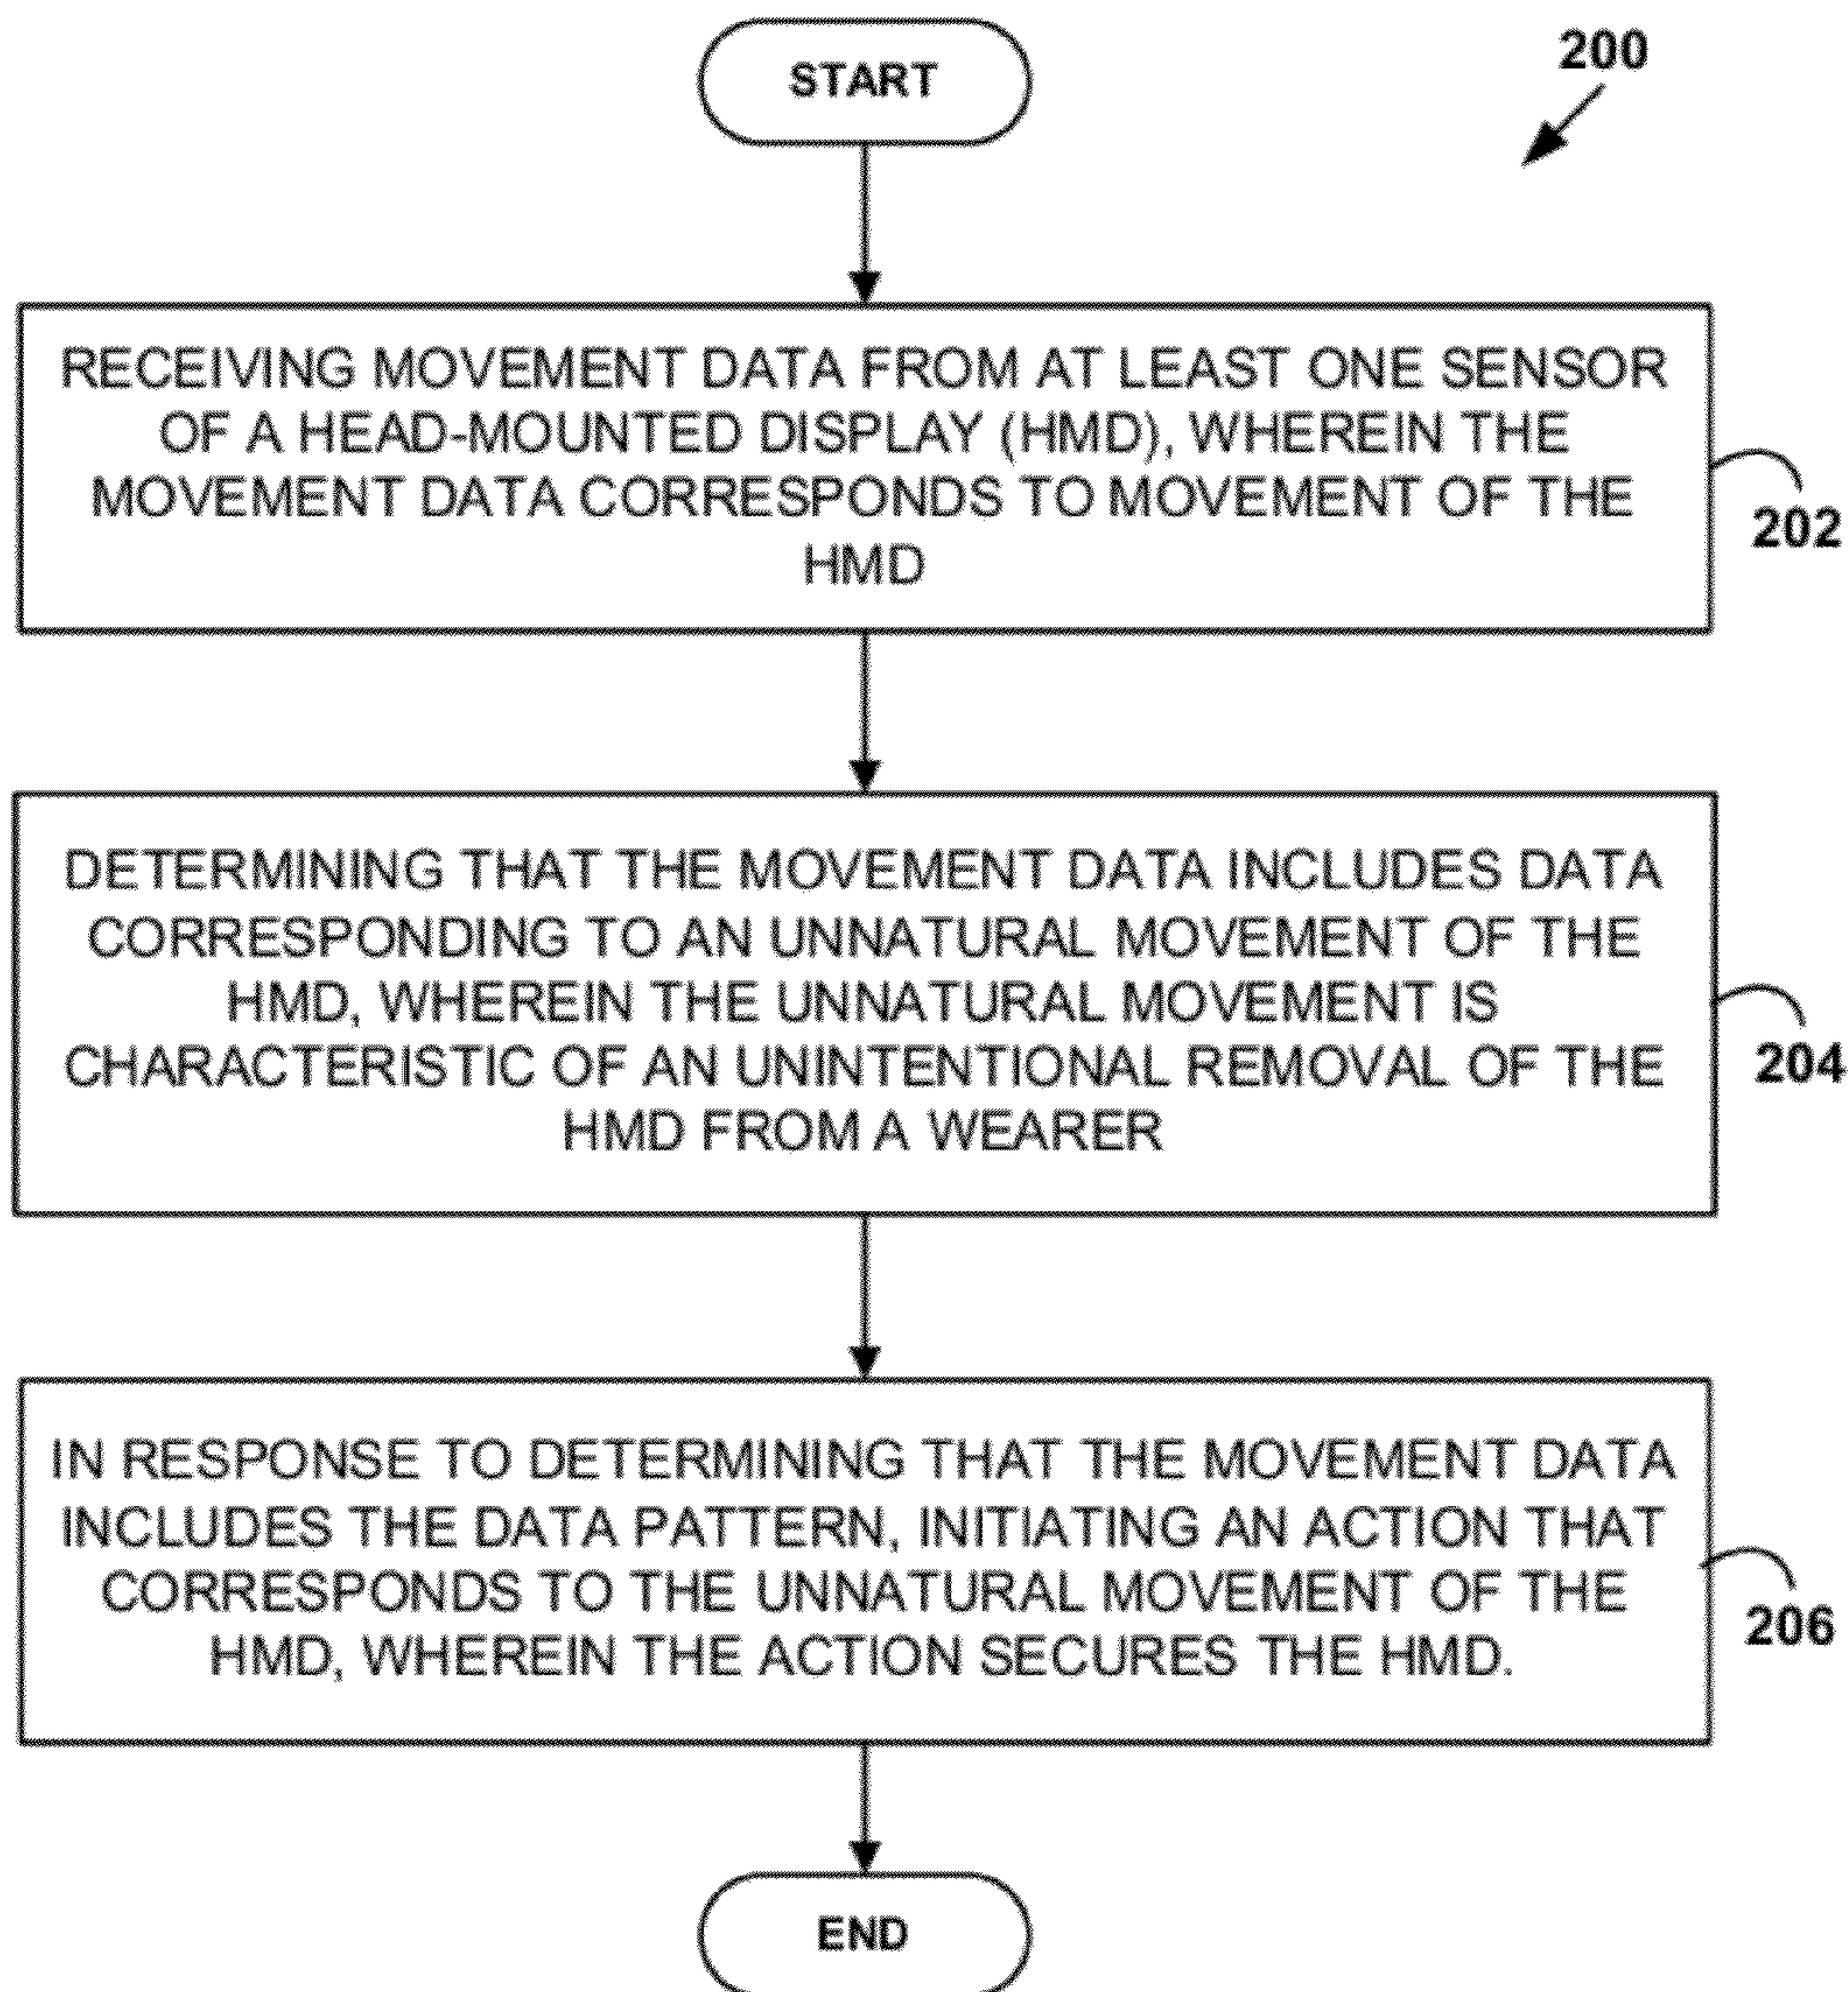 START
200
RECEIVING MOVEMENT DATA FROM AT LEAST ONE SENSOR
OF A HEAD-MOUNTED DISPLAY (HMD), WHEREIN THE
MOVEMENT DATA CORRESPONDS TO MOVEMENT OF THE
HMD
202
DETERMINING THAT THE MOVEMENT DATA INCLUDES DATA
CORRESPONDING TO AN UNNATURAL MOVEMENT OF THE
HMD, WHEREIN THE UNNATURAL MOVEMENT IS
CHARACTERISTIC OF AN UNINTENTIONAL REMOVAL OF THE
HMD FROM A WEARER
204
IN RESPONSE TO DETERMINING THAT THE MOVEMENT DATA
INCLUDES THE DATA PATTERN, INITIATING AN ACTION THAT
CORRESPONDS TO THE UNNATURAL MOVEMENT OF THE
HMD, WHEREIN THE ACTION SECURES THE HMD.
206
END